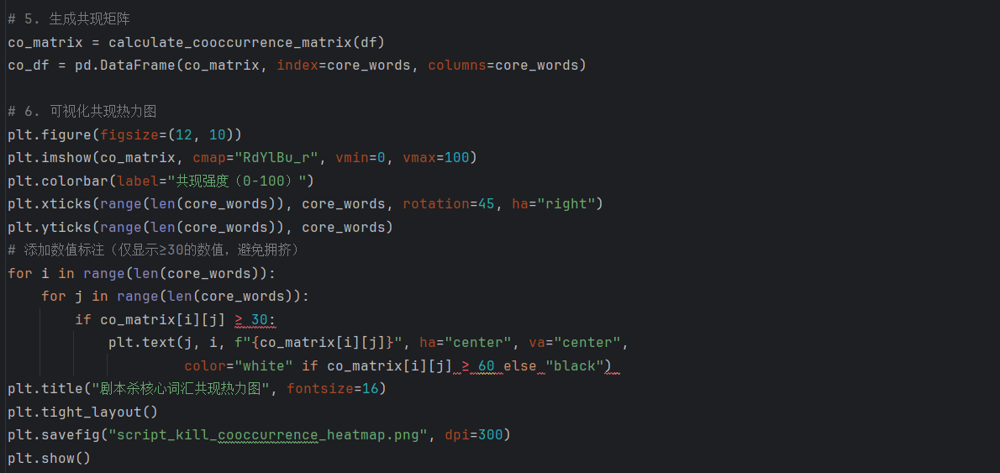 # 5. 生成共现矩阵
co_matrix = calculate_cooccurrence_matrix(df)
co_df = pd.DataFrame(co_matrix, index=core_words, columns=core_words)
# 6. 可视化共现热力图
plt.figure(figsize=(12, 10))
plt.imshow(co_matrix, cmap="RdYlBu_r", vmin=0, vmax=100)
plt.colorbar(label="共现强度（0-100）")
plt.xticks(range(len(core_words)), core_words, rotation=45, ha="right")
plt.yticks(range(len(core_words)), core_words)
# 添加数值标注（仅显示≥30的数值，避免拥挤）
for i in range(len(core_words)):
    for j in range(len(core_words)):
        if co_matrix[i][j] ≥ 30:
            plt.text(j, i, f"{co_matrix[i][j]}", ha="center", va="center",
                     color="white" if co_matrix[i][j] ≥ 60 else "black")
plt.title("剧本杀核心词汇共现热力图", fontsize=16)
plt.tight_layout()
plt.savefig("script_kill_cooccurrence_heatmap.png", dpi=300)
plt.show()